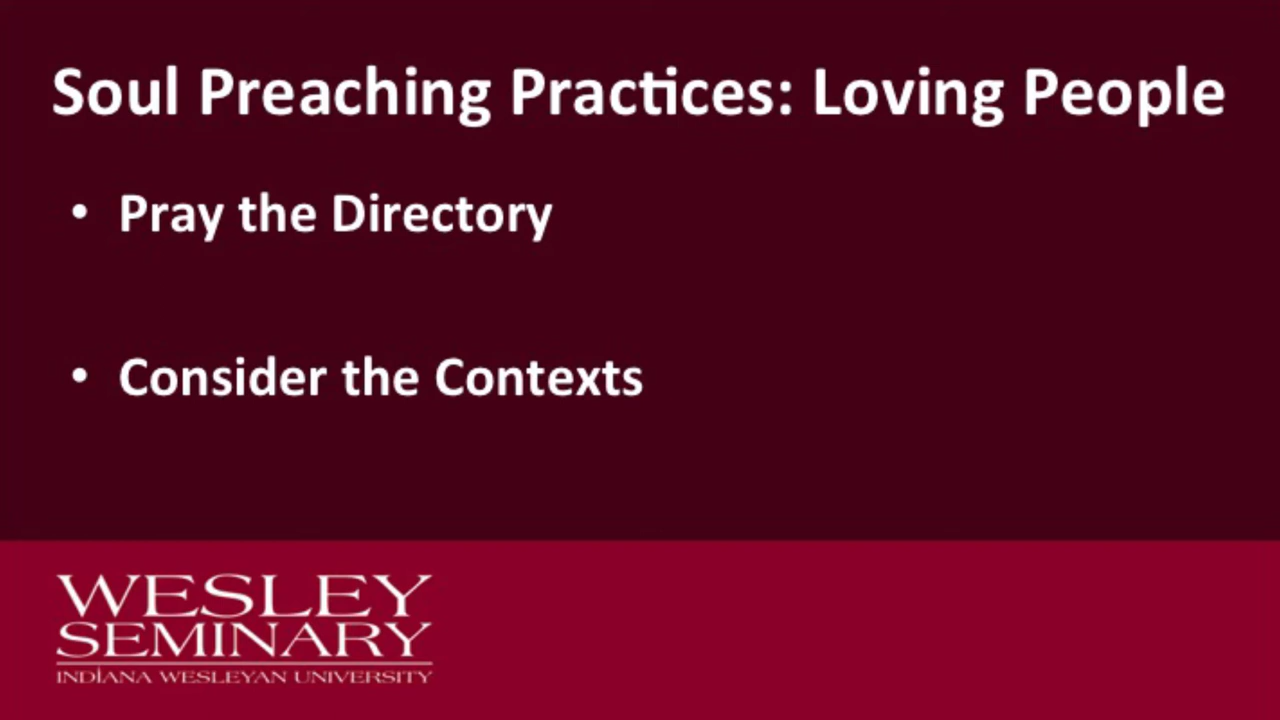 Soul Preaching Practices: Loving People
• Pray the Directory
• Consider the Contexts
WESLEY
SEMINARY
INDIANA WESLEYAN UNIVERSITY